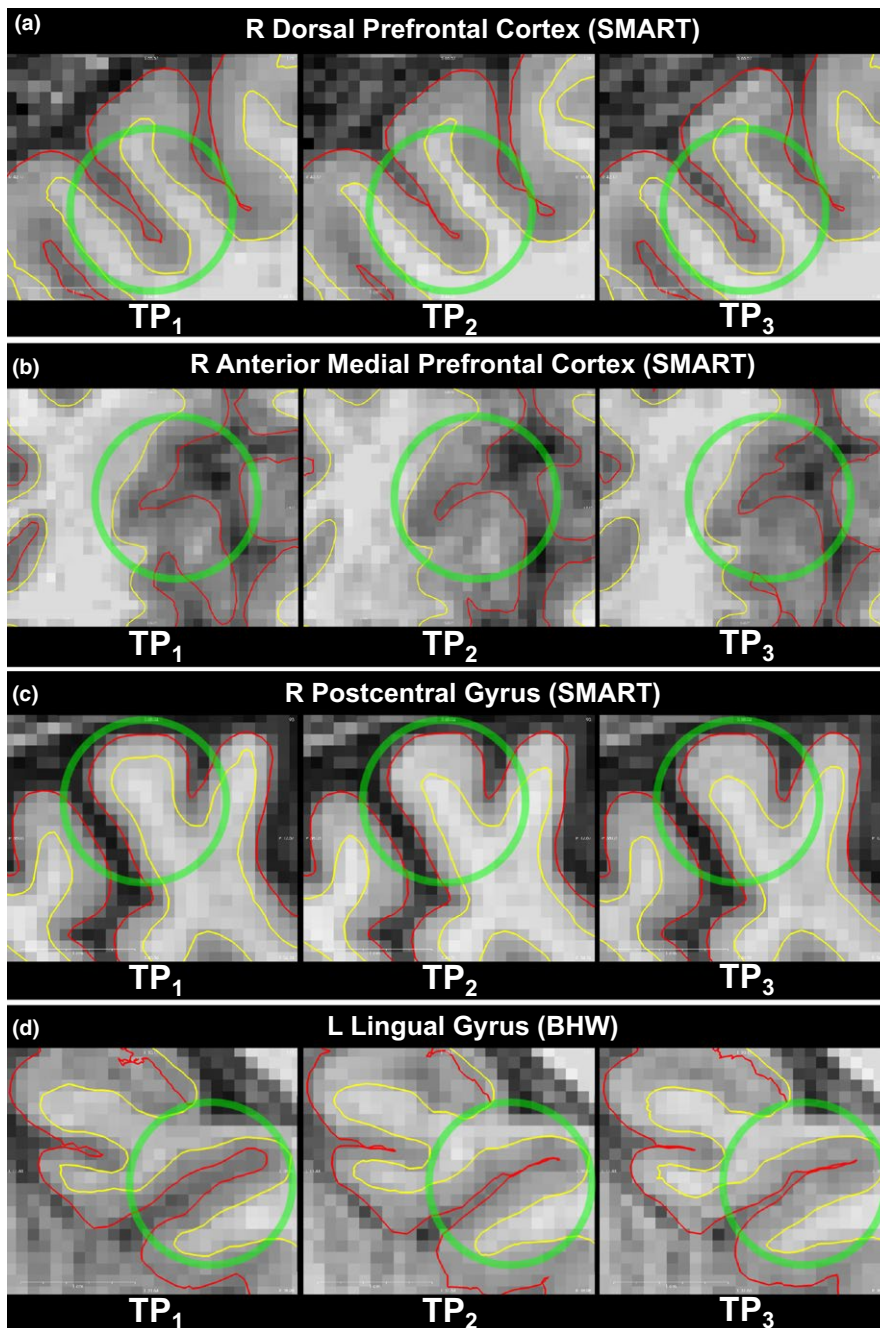 (a) R Dorsal Prefrontal Cortex (SMART)
TP₁ TP₂ TP₃
(b) R Anterior Medial Prefrontal Cortex (SMART)
TP₁ TP₂ TP₃
(c) R Postcentral Gyrus (SMART)
TP₁ TP₂ TP₃
(d) L Lingual Gyrus (BHW)
TP₁ TP₂ TP₃